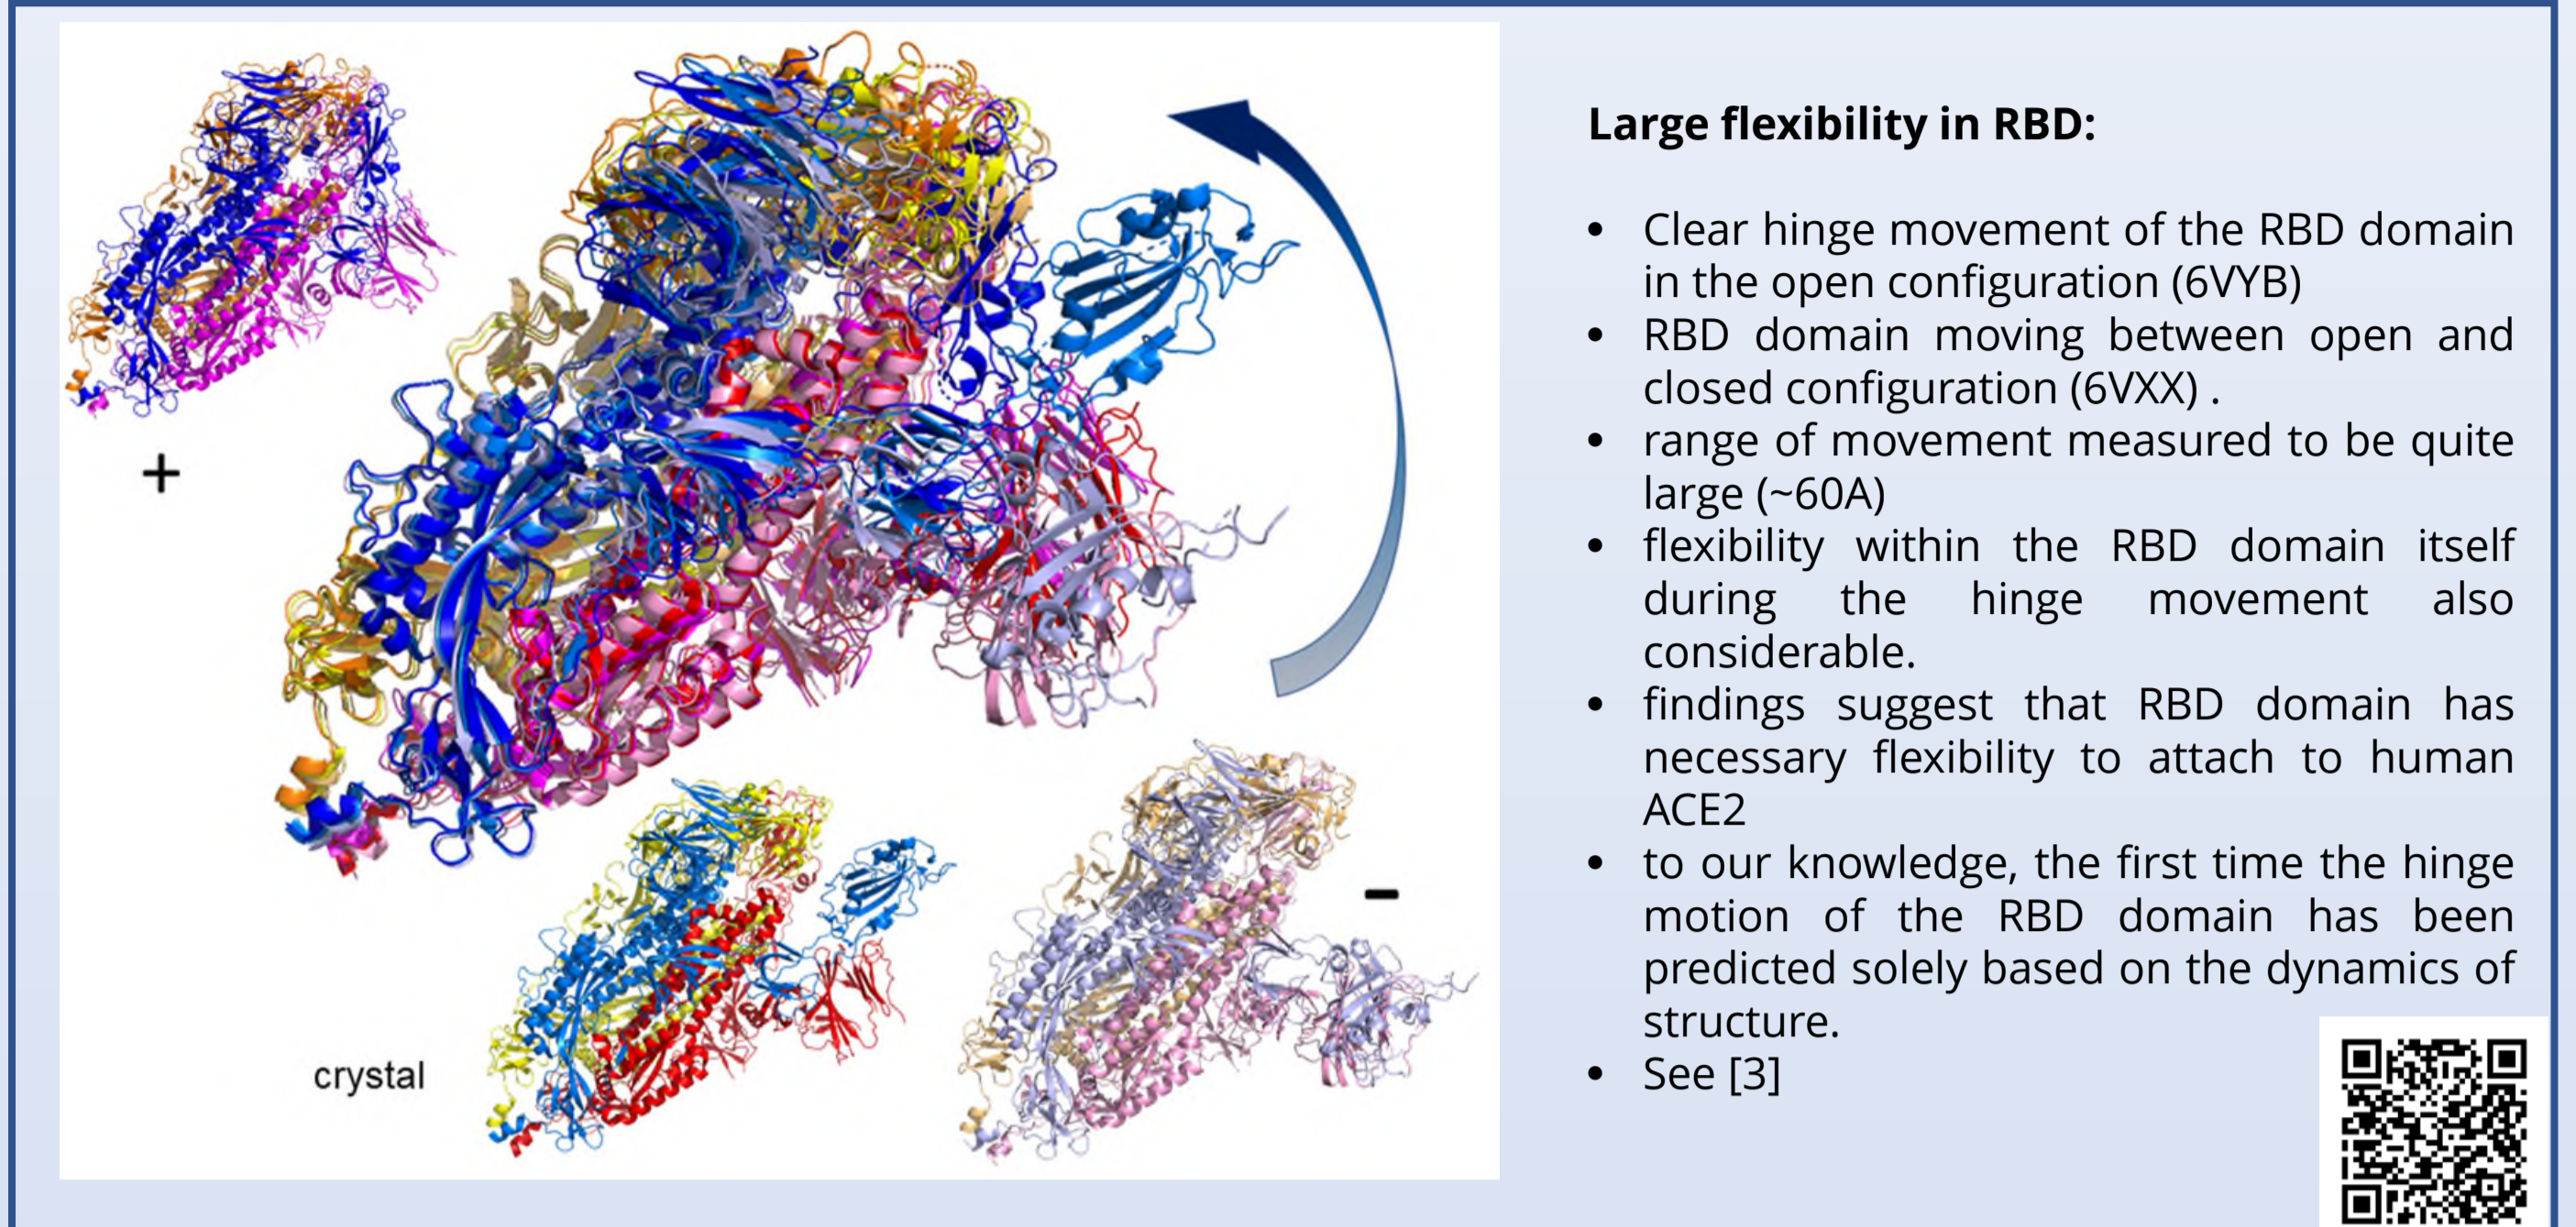 +
crystal
-
Large flexibility in RBD:
• Clear hinge movement of the RBD domain
in the open configuration (6VYB)
• RBD domain moving between open and
closed configuration (6VXX) .
• range of movement measured to be quite
large (~60A)
• flexibility within the RBD domain itself
during the hinge movement also
considerable.
• findings suggest that RBD domain has
necessary flexibility to attach to human
ACE2
• to our knowledge, the first time the hinge
motion of the RBD domain has been
predicted solely based on the dynamics of
structure.
• See [3]